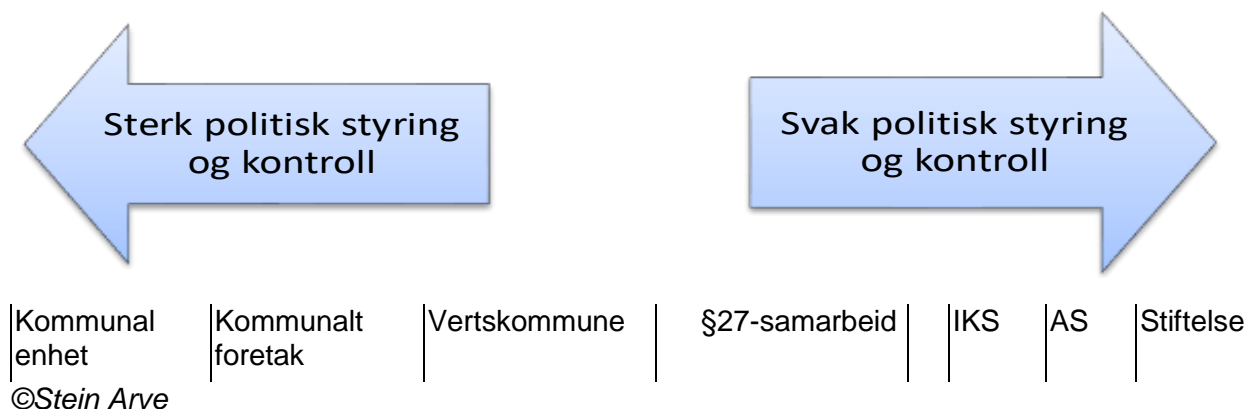 Sterk politisk styring
og kontroll
Svak politisk styring
og kontroll
Kommunal
enhet
Kommunalt
foretak
Vertskommune
§27-samarbeid
IKS
AS
Stiftelse
©Stein Arve